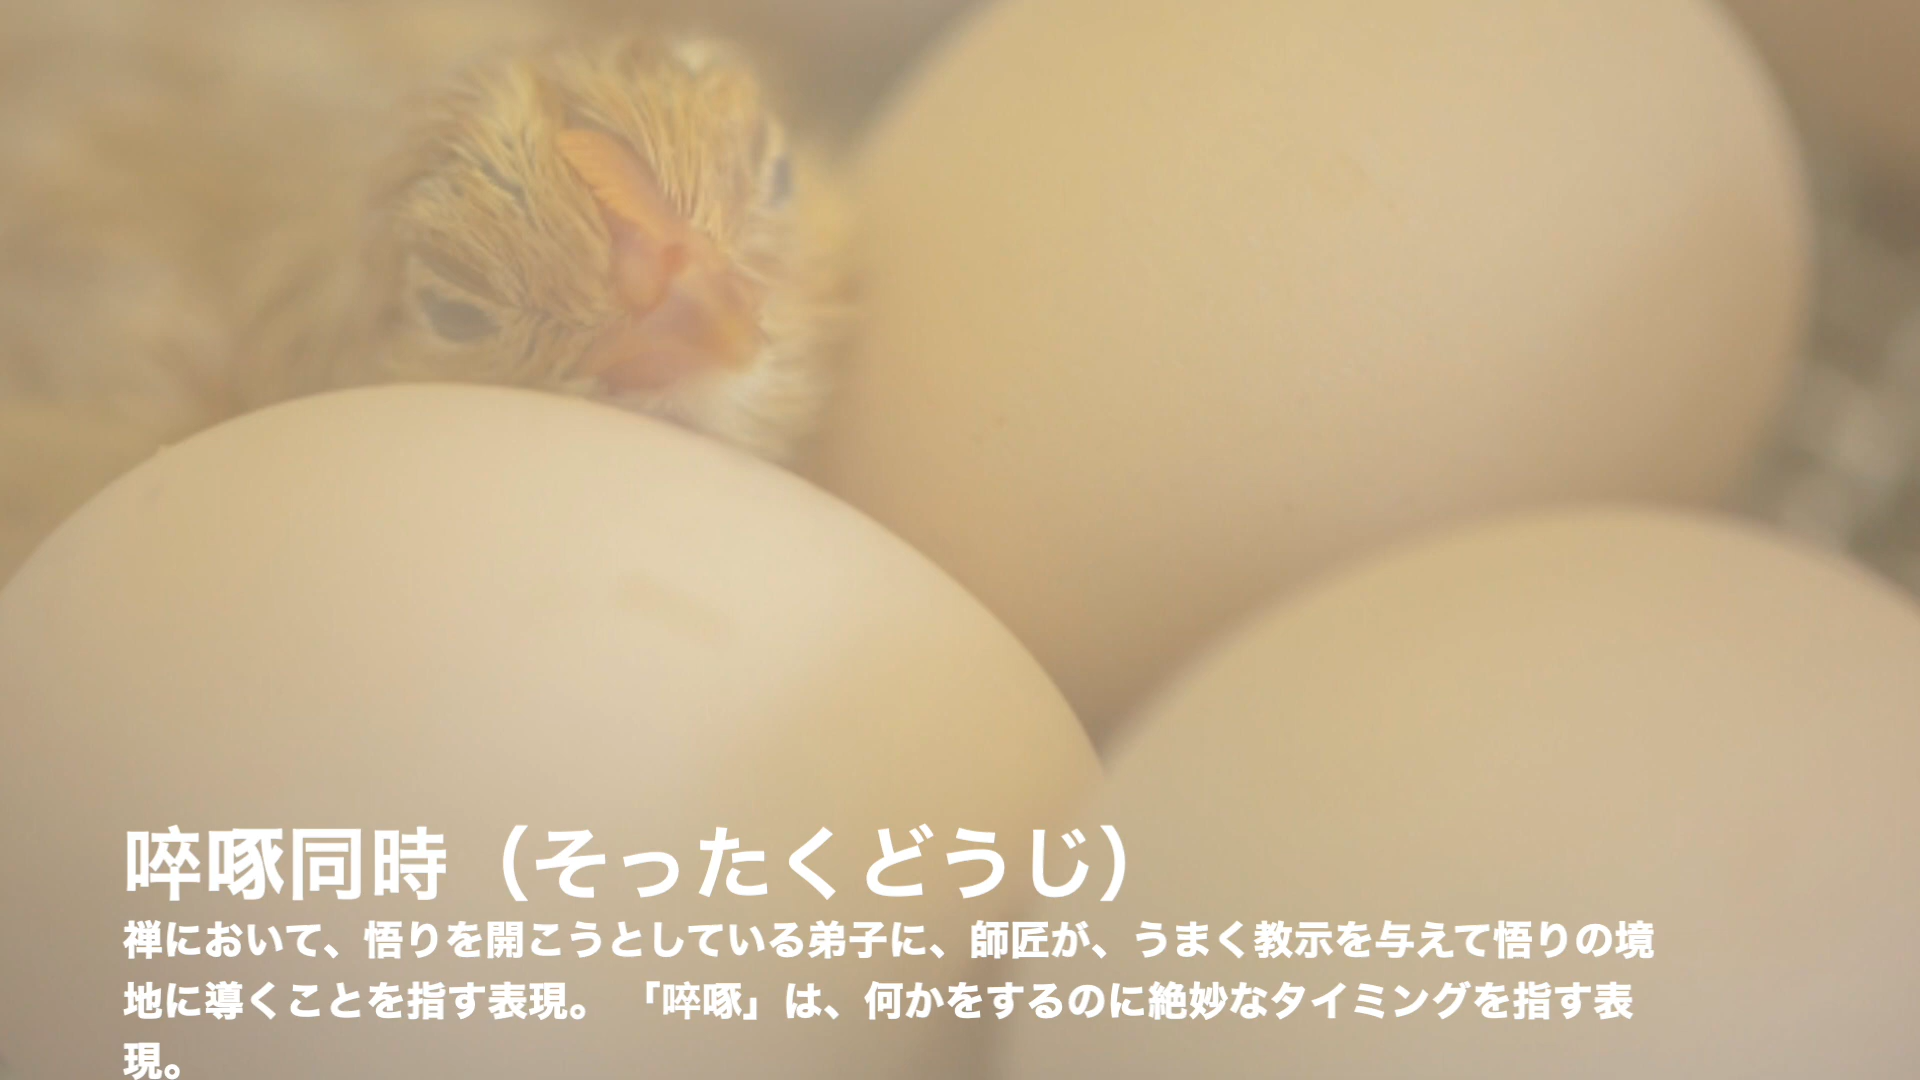 啐啄同時（そったくどうじ）
禅において、悟りを開こうとしている弟子に、師匠が、うまく教示を与えて悟りの境
地に導くことを指す表現。 「啐啄」は、何かをするのに絶妙なタイミングを指す表
現。